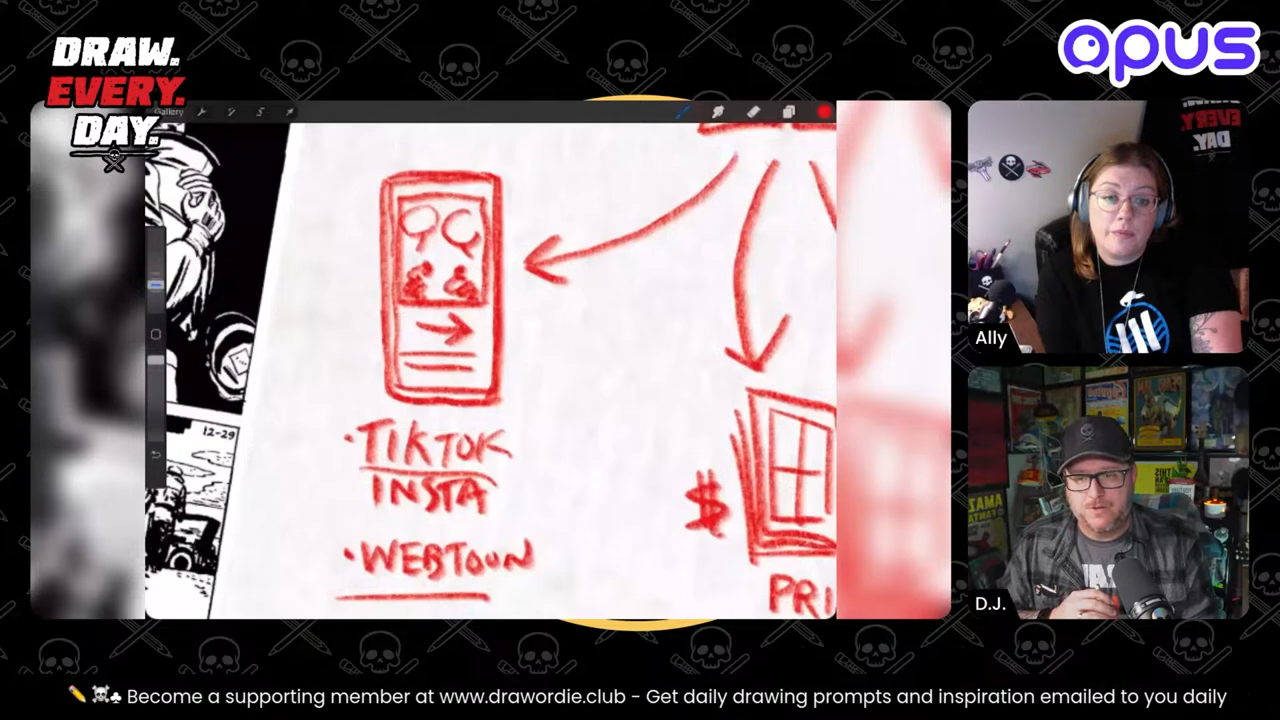 DRAW.
EVERY.
DAY.
opus
Gallery
12-29
·TIKTOK
INSTA
·WEBTOON
$
PRI
Ally
D.J.
✏️☠️♣ Become a supporting member at www.drawordie.club - Get daily drawing prompts and inspiration emailed to you daily